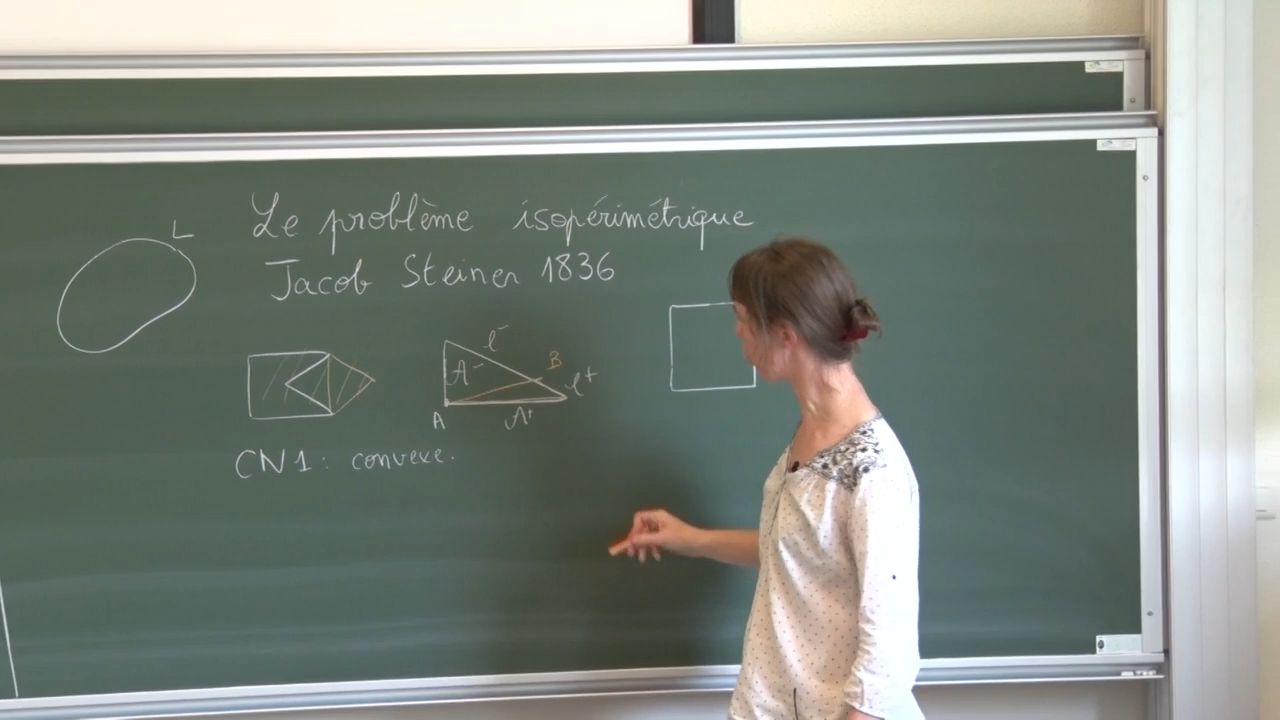 L
Le problème isopérimétrique
Jacob Steiner 1836
ℓ⁻
A⁻
B
ℓ⁺
A
A⁺
CN1: convexe.